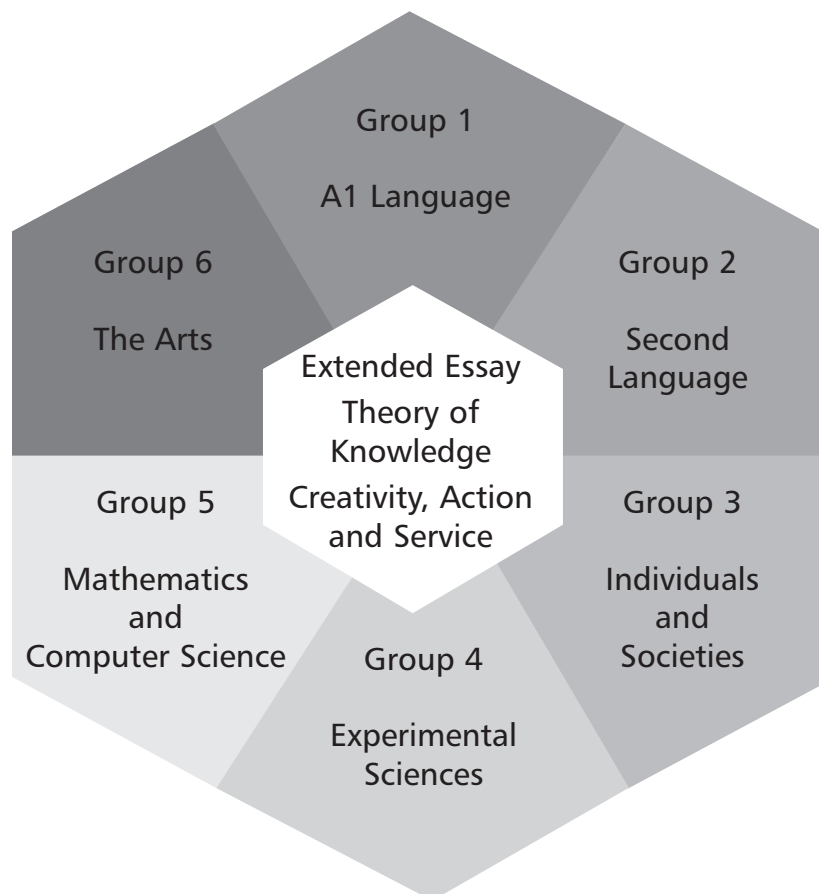 Group 1
A1 Language
Group 6
The Arts
Group 2
Second
Language
Extended Essay
Theory of
Knowledge
Creativity, Action
and Service
Group 5
Mathematics
and
Computer Science
Group 3
Individuals
and
Societies
Group 4
Experimental
Sciences